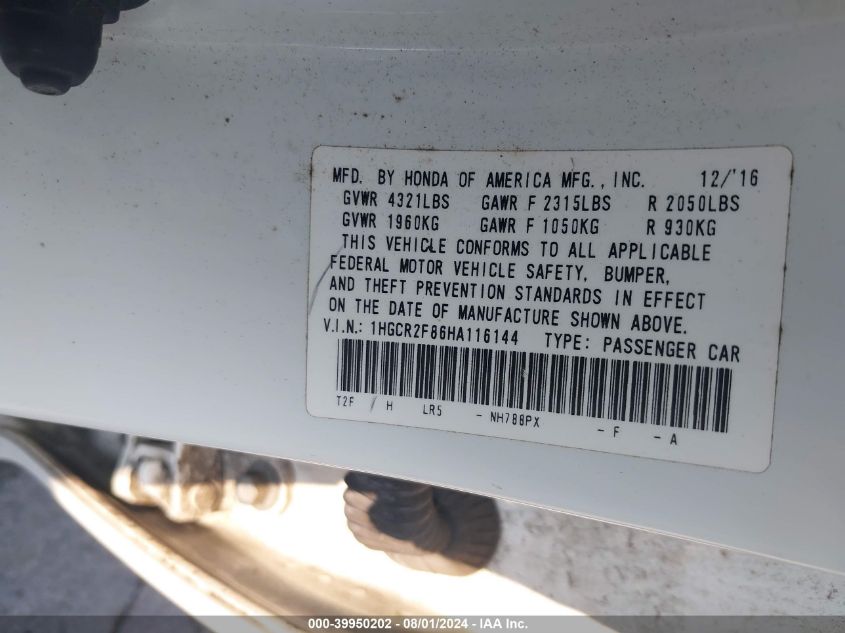 MFD. BY HONDA OF AMERICA MFG., INC. 12/'16
GVWR 4321LBS GAWR F 2315LBS R 2050LBS
GVWR 1960KG GAWR F 1050KG R 930KG
THIS VEHICLE CONFORMS TO ALL APPLICABLE
FEDERAL MOTOR VEHICLE SAFETY, BUMPER,
AND THEFT PREVENTION STANDARDS IN EFFECT
ON THE DATE OF MANUFACTURE SHOWN ABOVE.
V.I.N.: 1HGCR2F86HA116144 TYPE: PASSENGER CAR
T2F H LR5 - NH788PX - F - A
000-39950202 - 08/01/2024 - IAA Inc.